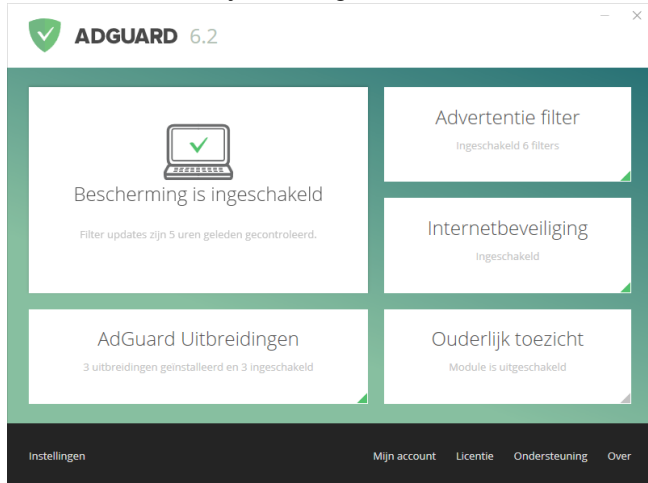 ADGUARD 6.2
Bescherming is ingeschakeld
Filter updates zijn 5 uren geleden gecontroleerd.
Advertentie filter
Ingeschakeld 6 filters
Internetbeveiliging
Ingeschakeld
AdGuard Uitbreidingen
3 uitbreidingen geïnstalleerd en 3 ingeschakeld
Ouderlijk toezicht
Module is uitgeschakeld
Instellingen
Mijn account Licentie Ondersteuning Over